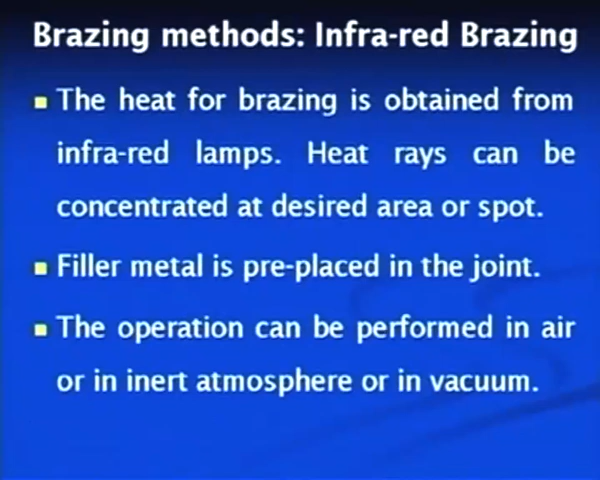 Brazing methods: Infra-red Brazing
The heat for brazing is obtained from
infra-red lamps. Heat rays can be
concentrated at desired area or spot.
Filler metal is pre-placed in the joint.
The operation can be performed in air
or in inert atmosphere or in vacuum.